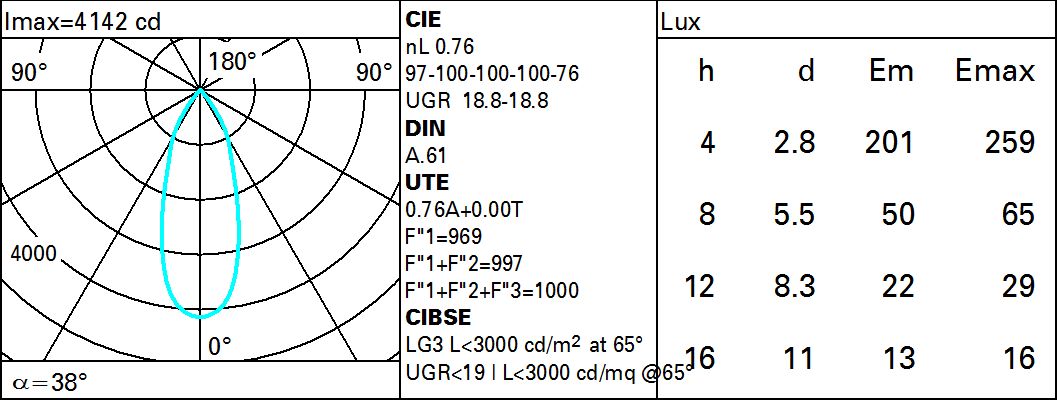 Imax=4142 cd
90°
180°
90°
4000
0°
α=38°
CIE
nL 0.76
97-100-100-100-76
UGR 18.8-18.8
DIN
A.61
UTE
0.76A+0.00T
F"1=969
F"1+F"2=997
F"1+F"2+F"3=1000
CIBSE
LG3 L<3000 cd/m² at 65°
UGR<19 | L<3000 cd/mq @65°
Lux
h d Em Emax
4 2.8 201 259
8 5.5 50 65
12 8.3 22 29
16 11 13 16